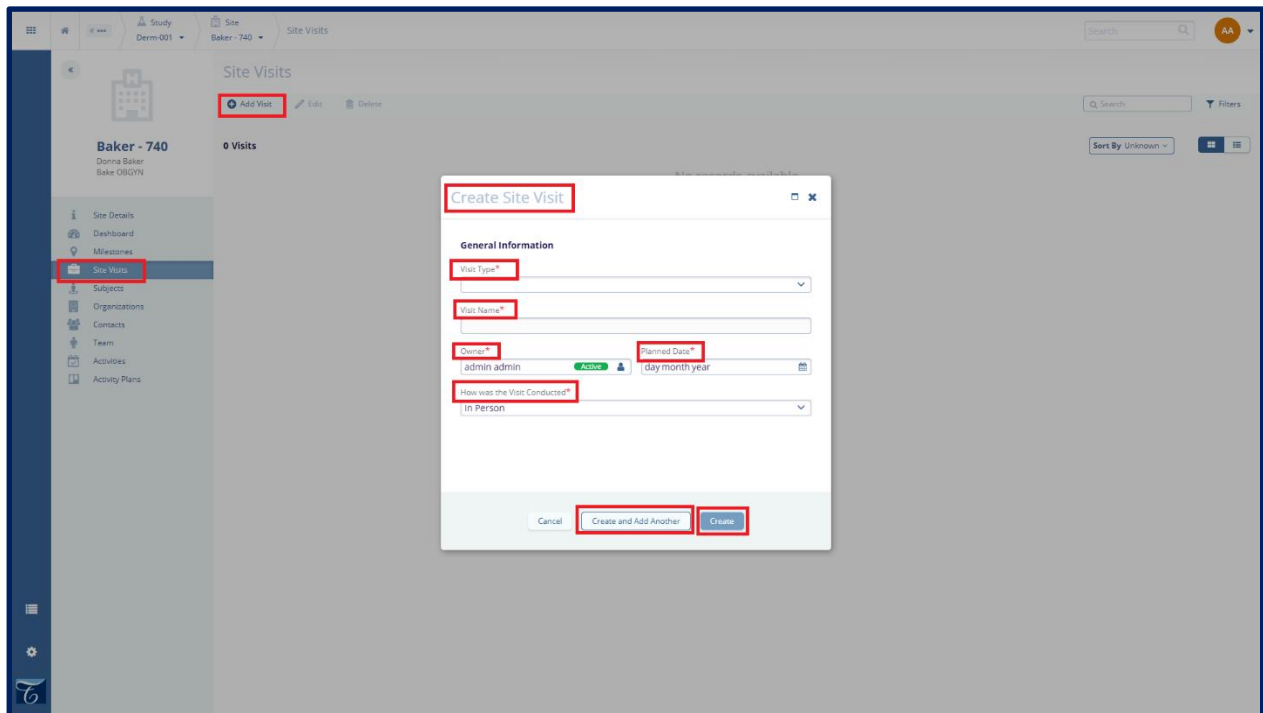 Study
Derm-001
Site
Baker - 740
Site Visits
Search
AA
Site Visits
Add Visit Edit Delete
Search
Filters
Baker - 740
Donna Baker
Bake OBGYN
0 Visits
Sort By Unknown
No records available
Site Details
Dashboard
Milestones
Site Visits
Subjects
Organizations
Contacts
Team
Activities
Activity Plans
Create Site Visit
General Information
Visit Type*
Visit Name*
Owner* Planned Date*
admin admin Active day month year
How was the Visit Conducted*
In Person
Cancel Create and Add Another Create